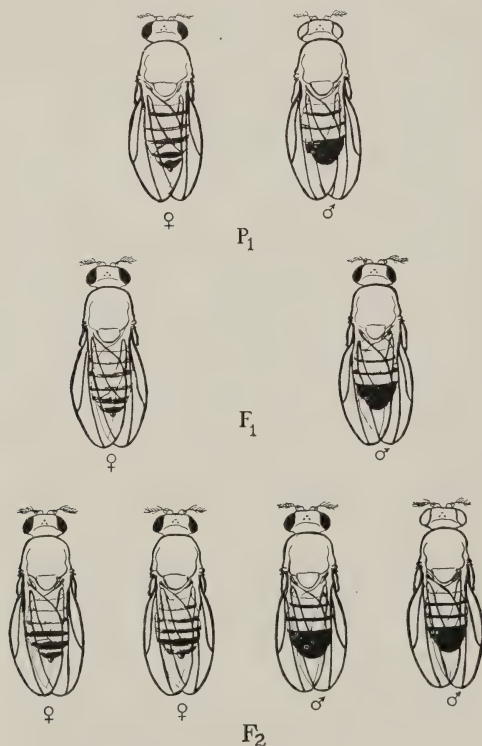 ♀ ♂
P1
♀ F1 ♂
♀ ♀ ♂ ♂
F2